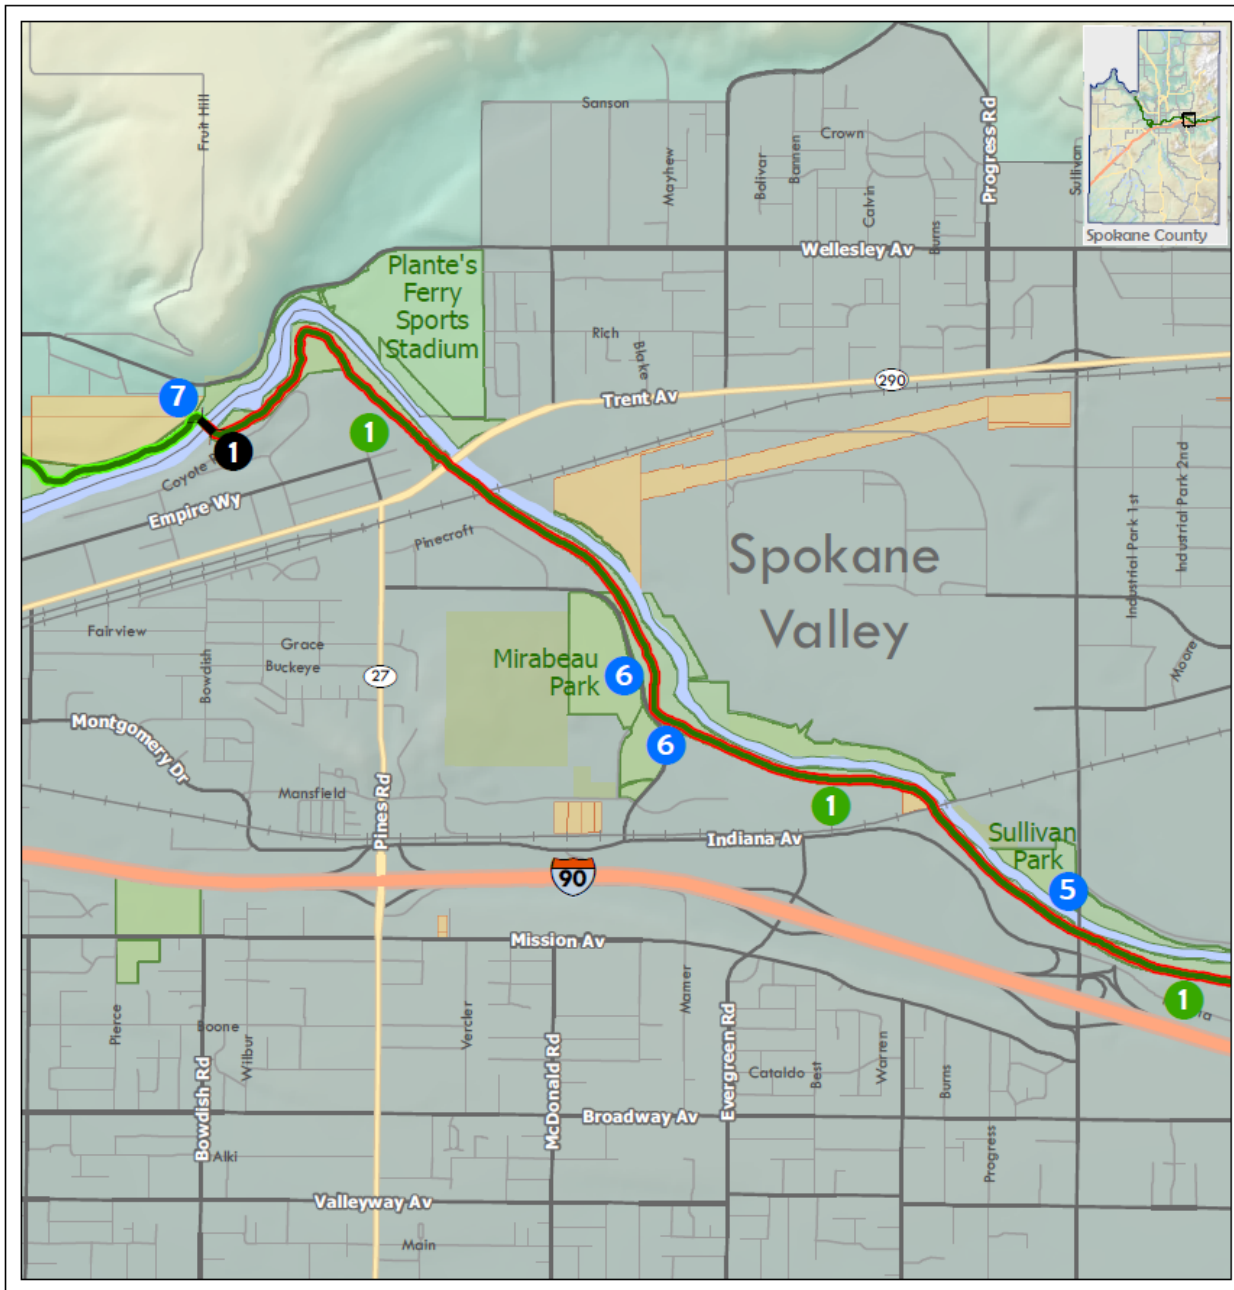 Sanson
Crown
Fruit Hill
Mayhew
Bolivar
Bannen
Calvin
Burns
Progress Rd
Sullivan
Spokane County
Wellesley Av
Plante's
Ferry
Sports
Stadium
Rich
Blake
290
Trent Av
7
1
1
Coyote
Empire Wy
Pinecroft
Spokane
Valley
Industrial Park 1st
Industrial Park 2nd
Fairview
Grace
Buckeye
Bowdish
27
Mirabeau
Park
6
Moore
Montgomery Dr
6
Mansfield
Pines Rd
1
Indiana Av
Sullivan
Park
90
5
Mission Av
1
Pierce
Boone
Wilbur
Vercler
Mamer
McDonald Rd
Evergreen Rd
Cataldo
Best
Warren
Burns
Bowdish Rd
Broadway Av
Alki
Progress
Valleyway Av
Main